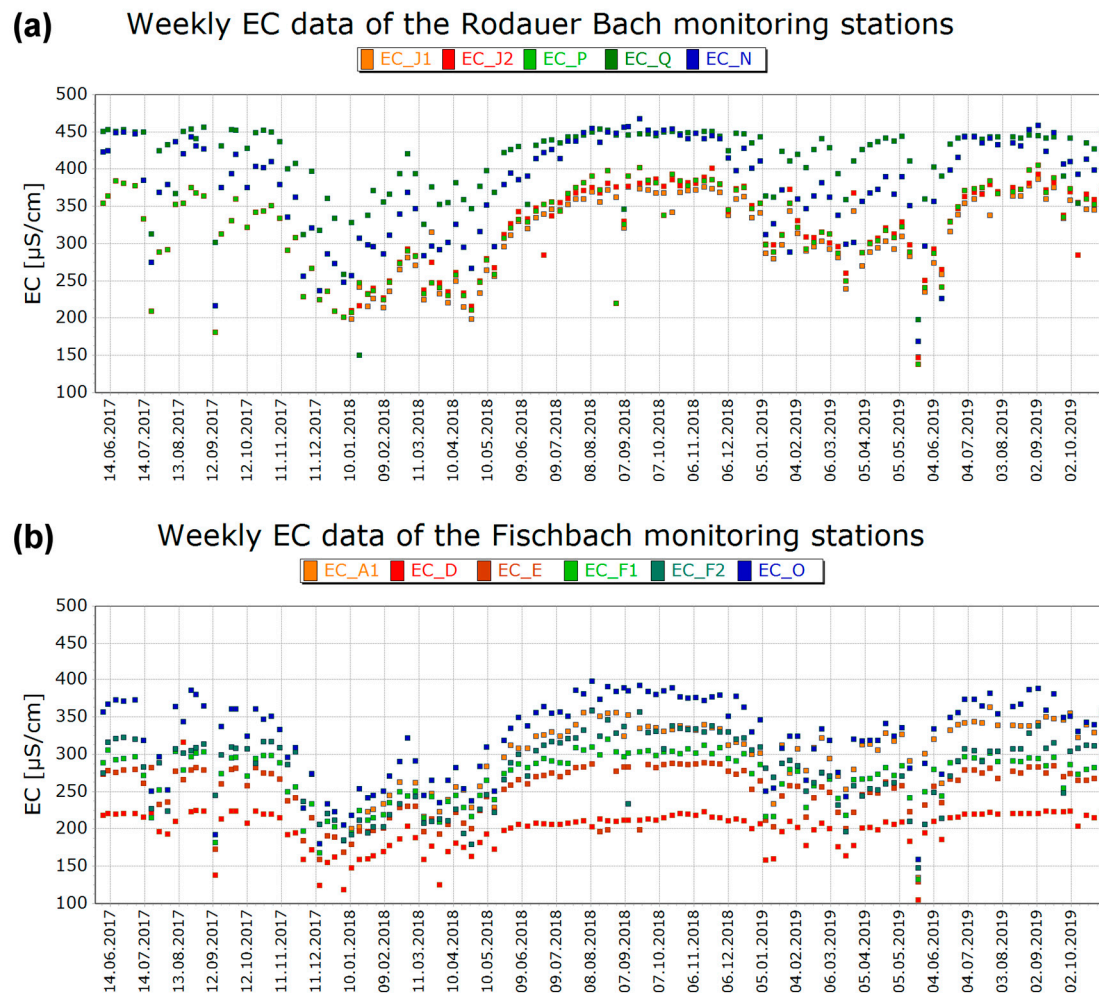 (a) Weekly EC data of the Rodauer Bach monitoring stations
EC_J1 EC_J2 EC_P EC_Q EC_N
EC [µS/cm]
500
450
400
350
300
250
200
150
100
14.06.2017 14.07.2017 13.08.2017 12.09.2017 12.10.2017 11.11.2017 11.12.2017 10.01.2018 09.02.2018 11.03.2018 10.04.2018 10.05.2018 09.06.2018 09.07.2018 08.08.2018 07.09.2018 07.10.2018 06.11.2018 06.12.2018 05.01.2019 04.02.2019 06.03.2019 05.04.2019 05.05.2019 04.06.2019 04.07.2019 03.08.2019 02.09.2019 02.10.2019
(b) Weekly EC data of the Fischbach monitoring stations
EC_A1 EC_D EC_E EC_F1 EC_F2 EC_O
EC [µS/cm]
500
450
400
350
300
250
200
150
100
14.06.2017 14.07.2017 13.08.2017 12.09.2017 12.10.2017 11.11.2017 11.12.2017 10.01.2018 09.02.2018 11.03.2018 10.04.2018 10.05.2018 09.06.2018 09.07.2018 08.08.2018 07.09.2018 07.10.2018 06.11.2018 06.12.2018 05.01.2019 04.02.2019 06.03.2019 05.04.2019 05.05.2019 04.06.2019 04.07.2019 03.08.2019 02.09.2019 02.10.2019